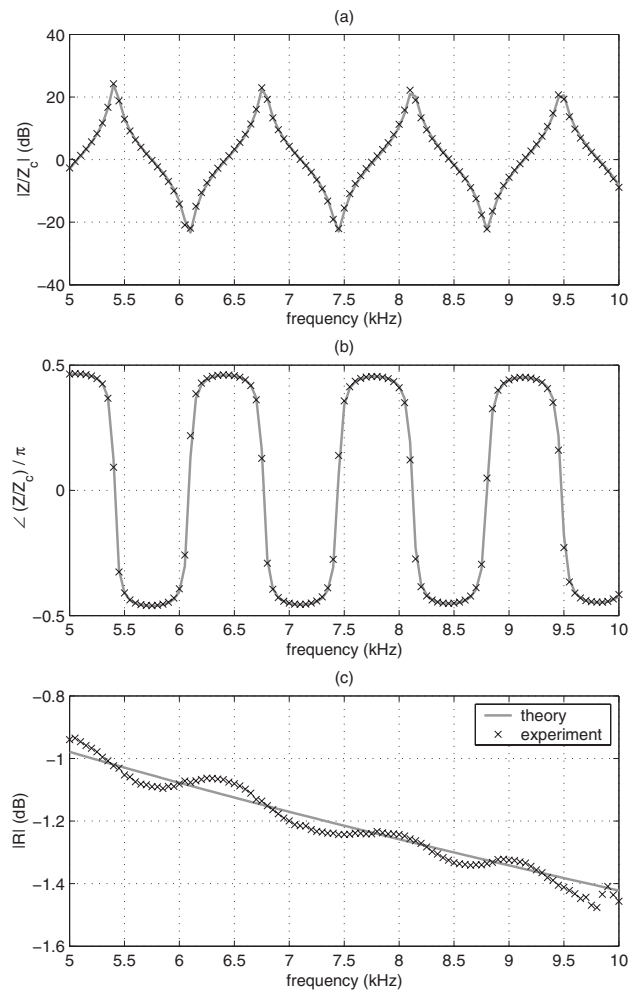 (a)
40
20
0
−20
−40
|Z/Z_c| (dB)
5 5.5 6 6.5 7 7.5 8 8.5 9 9.5 10
frequency (kHz)
(b)
0.5
0
−0.5
∠ (Z/Z_c) / π
5 5.5 6 6.5 7 7.5 8 8.5 9 9.5 10
frequency (kHz)
(c)
−0.8
−1
−1.2
−1.4
−1.6
|R| (dB)
theory
experiment
5 5.5 6 6.5 7 7.5 8 8.5 9 9.5 10
frequency (kHz)